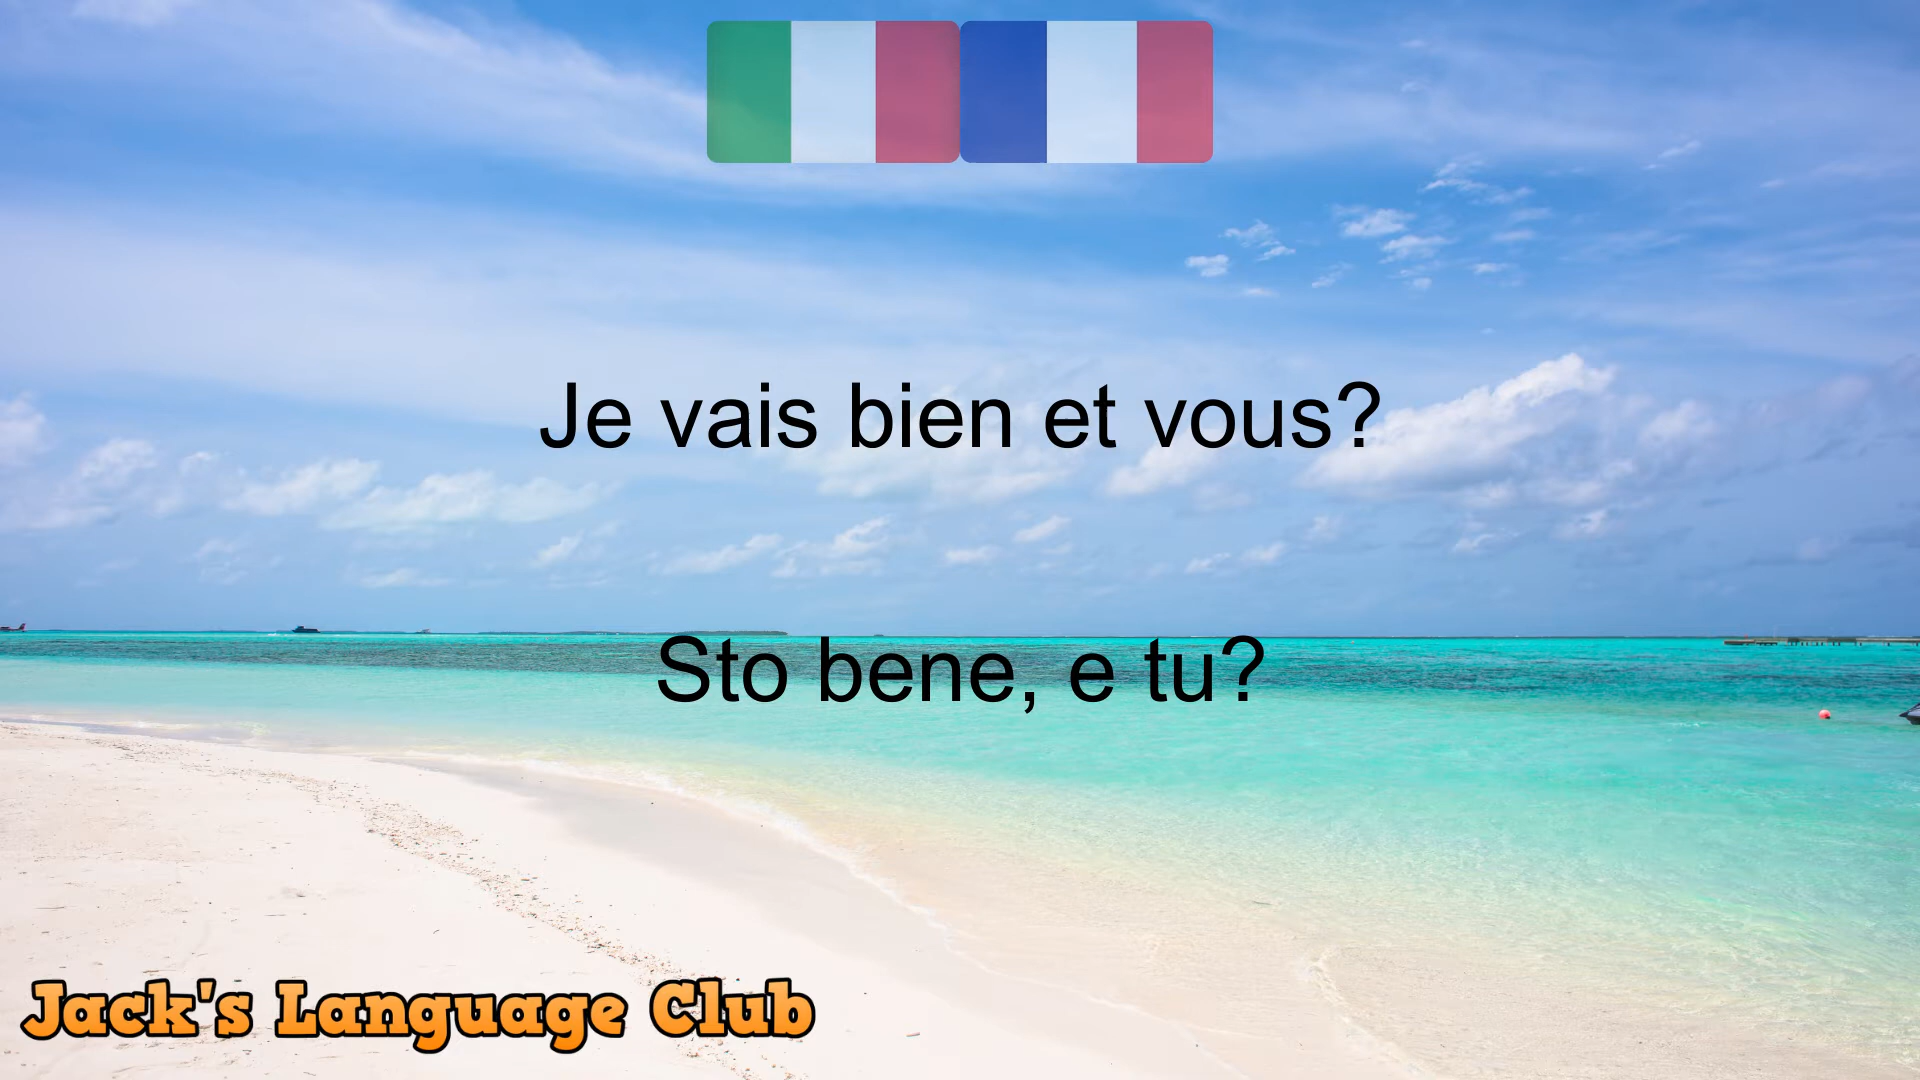 Je vais bien et vous?
Sto bene, e tu?
Jack's Language Club